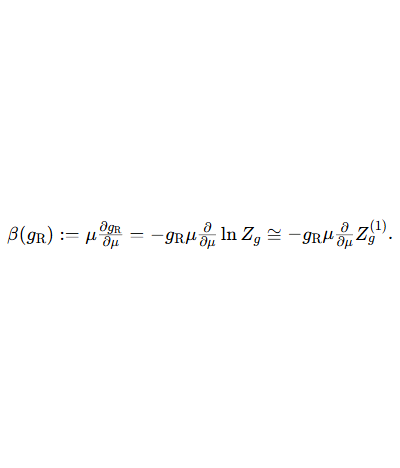 β(g_R) := μ ∂g_R/∂μ = −g_R μ ∂/∂μ ln Z_g ≅ −g_R μ ∂/∂μ Z_g^(1).